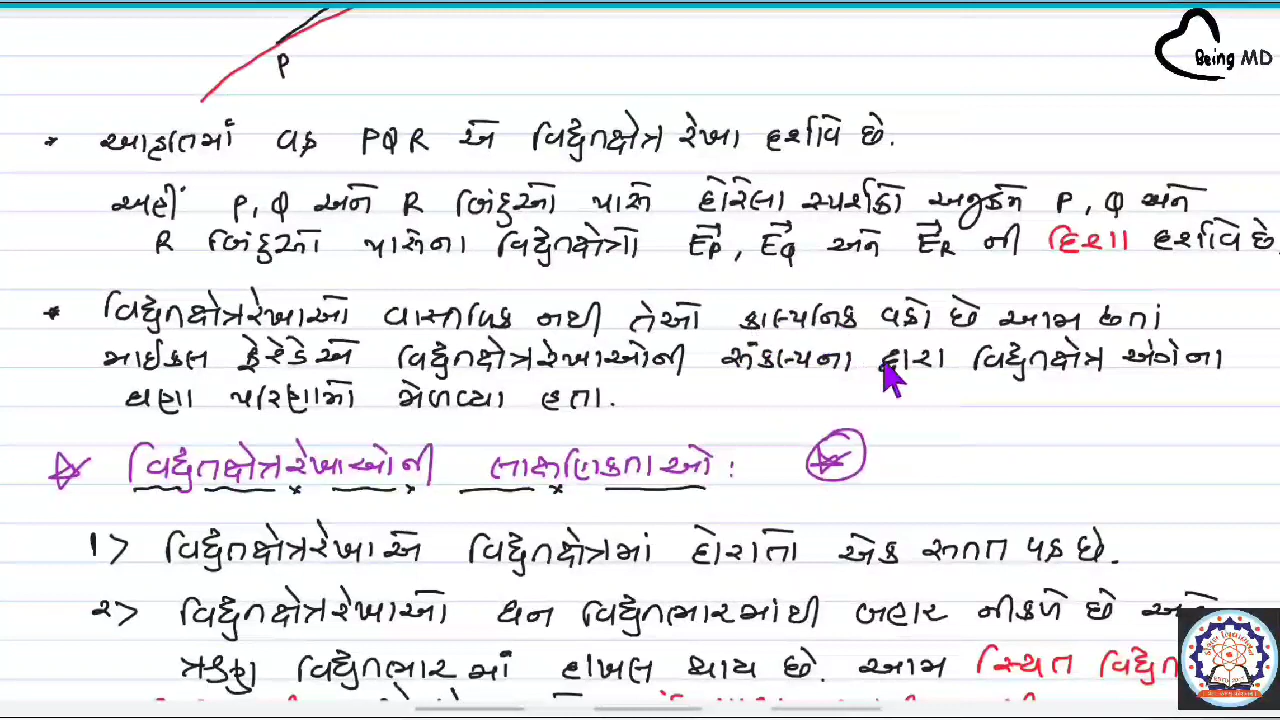 Being MD
P
* આકૃતિમાં વક્ર PQR એ વિદ્યુતક્ષેત્ર રેખા દર્શાવે છે.
અહીં P, Q અને R બિંદુઓ પાસે દોરેલા સ્પર્શકો અનુક્રમે P, Q અને
R બિંદુઓ પાસેના વિદ્યુતક્ષેત્રો E⃗P, E⃗Q અને E⃗R ની દિશા દર્શાવે છે.
* વિદ્યુતક્ષેત્રરેખાઓ વાસ્તવિક નથી તેઓ કાલ્પનિક વક્રો છે આમ છતાં
માઈકલ ફેરેડેએ વિદ્યુતક્ષેત્રરેખાઓની સંકલ્પના દ્વારા વિદ્યુતક્ષેત્ર અંગેના
ઘણા પરિણામો મેળવ્યા હતા.
વિદ્યુતક્ષેત્રરેખાઓની લાક્ષણિકતાઓ :
1> વિદ્યુતક્ષેત્રરેખાએ વિદ્યુતક્ષેત્રમાં દોરાતો એક સતત વક્ર છે.
૨> વિદ્યુતક્ષેત્રરેખાઓ ધન વિદ્યુતભારમાંથી બહાર નીકળે છે
ઋણ વિદ્યુતભારમાં દાખલ થાય છે. આમ સ્થિત વિદ્યુત